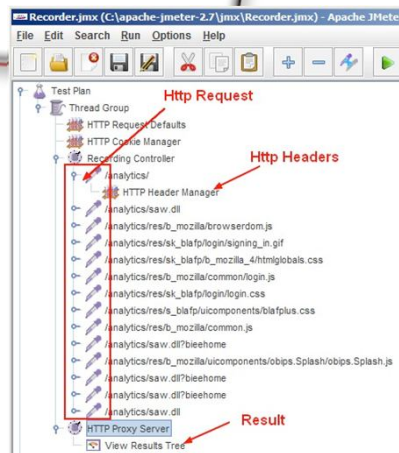 Recorder.jmx (C:\apache-jmeter-2.7\jmx\Recorder.jmx) - Apache JMete
File Edit Search Run Options Help
Test Plan
Http Request
Thread Group
HTTP Request Defaults
HTTP Cookie Manager
Recording Controller
Http Headers
/analytics/
HTTP Header Manager
/analytics/saw.dll
/analytics/res/b_mozilla/browserdom.js
/analytics/res/sk_blafp/login/signing_in.gif
/analytics/res/sk_blafp/b_mozilla_4/htmlglobals.css
/analytics/res/b_mozilla/common/login.js
/analytics/res/sk_blafp/login/login.css
/analytics/res/s_blafp/uicomponents/blafplus.css
/analytics/res/b_mozilla/common.js
/analytics/saw.dll?bieehome
/analytics/res/b_mozilla/uicomponents/obips.Splash/obips.Splash.js
/analytics/saw.dll?bieehome
/analytics/saw.dll?bieehome
/analytics/saw.dll
Result
HTTP Proxy Server
View Results Tree